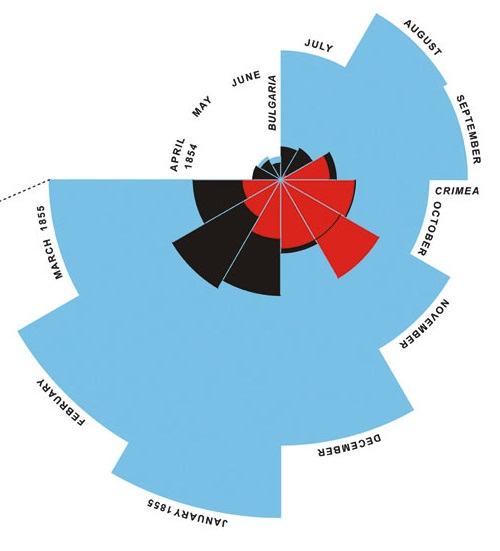 APRIL
1854
MAY
JUNE
BULGARIA
JULY
AUGUST
SEPTEMBER
CRIMEA
OCTOBER
NOVEMBER
DECEMBER
JANUARY 1855
FEBRUARY
MARCH 1855